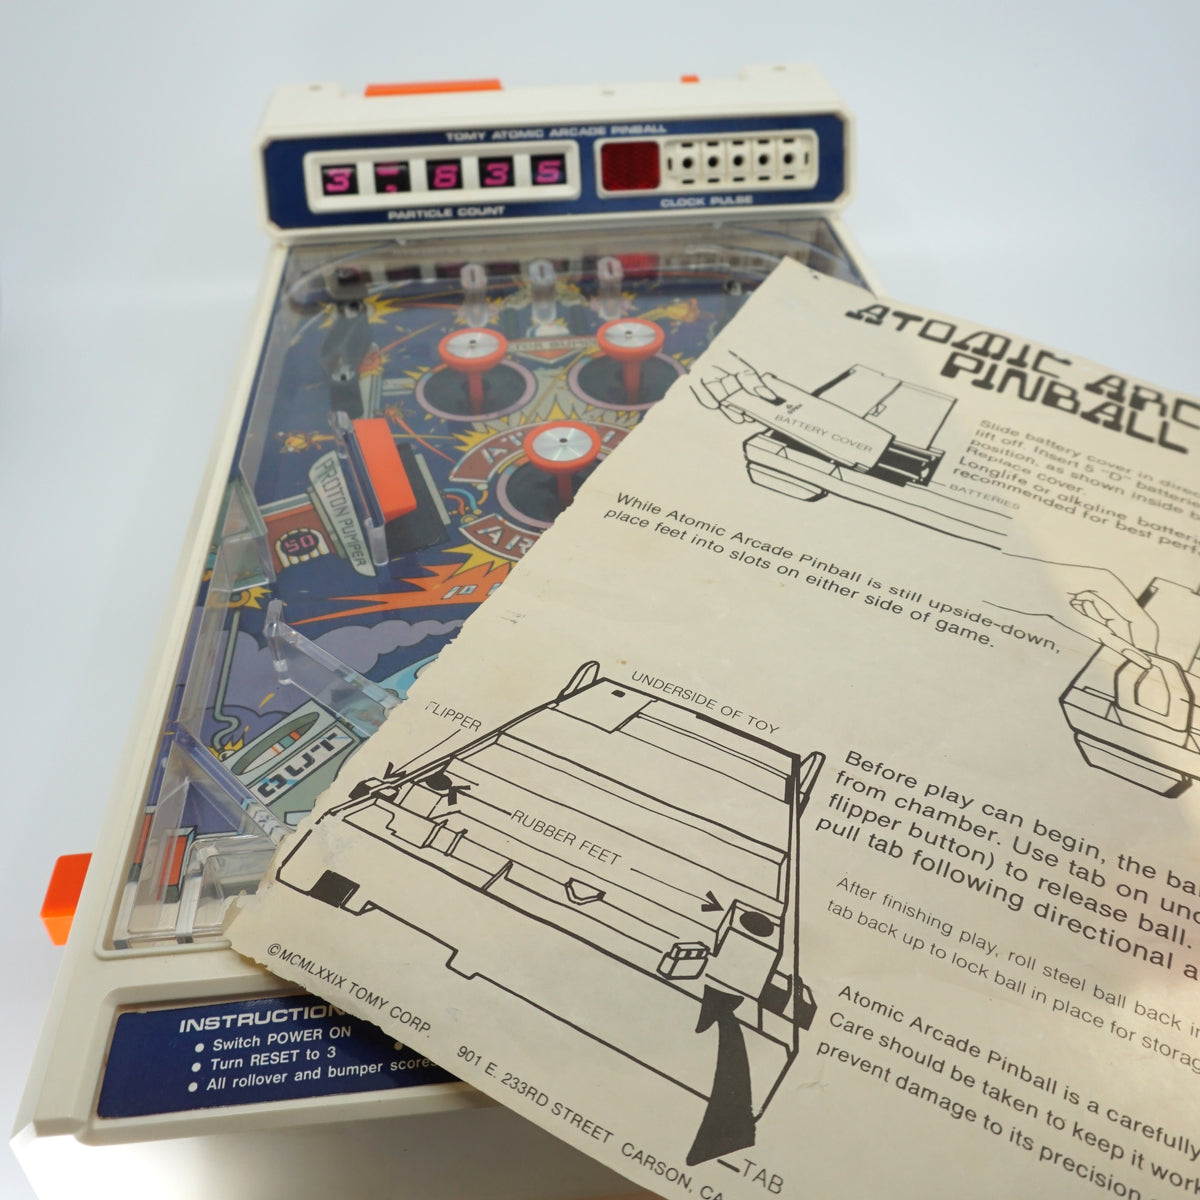 TOMY ATOMIC ARCADE PINBALL
3 8 3 5
PARTICLE COUNT
CLOCK PULSE
PROTON PUMPER
50
OUT
INSTRUCTION
● Switch POWER ON
● Turn RESET to 3
● All rollover and bumper scores
ATOMIC ARC
PINBALL
BATTERY COVER
BATTERIES
Slide battery cover in direc
lift off. Insert 5 "D" batteries
position, as shown inside b
Replace cover.
Longlife or alkaline batteri
recommended for best perf
While Atomic Arcade Pinball is still upside-down,
place feet into slots on either side of game.
UNDERSIDE OF TOY
FLIPPER
RUBBER FEET
TAB
Before play can begin, the ba
from chamber. Use tab on und
flipper button) to release ball.
pull tab following directional a
After finishing play, roll steel ball back i
tab back up to lock ball in place for storag
Atomic Arcade Pinball is a carefully
Care should be taken to keep it work
prevent damage to its precision
©MCMLXXIX TOMY CORP.
901 E. 233RD STREET CARSON, CA